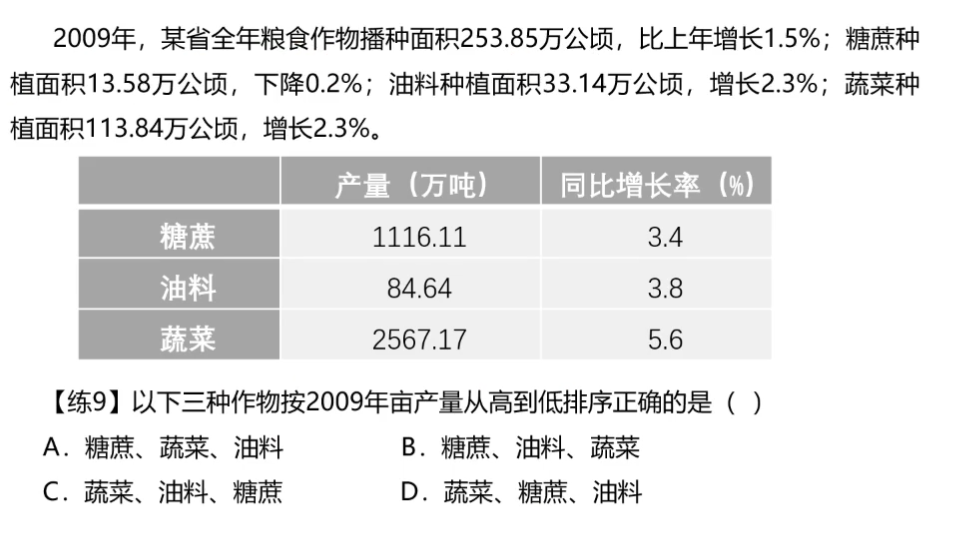 2009年，某省全年粮食作物播种面积253.85万公顷，比上年增长1.5%；糖蔗种
植面积13.58万公顷，下降0.2%；油料种植面积33.14万公顷，增长2.3%；蔬菜种
植面积113.84万公顷，增长2.3%。
产量（万吨） 同比增长率（%）
糖蔗 1116.11 3.4
油料 84.64 3.8
蔬菜 2567.17 5.6
【练9】以下三种作物按2009年亩产量从高到低排序正确的是（ ）
A．糖蔗、蔬菜、油料 B．糖蔗、油料、蔬菜
C．蔬菜、油料、糖蔗 D．蔬菜、糖蔗、油料